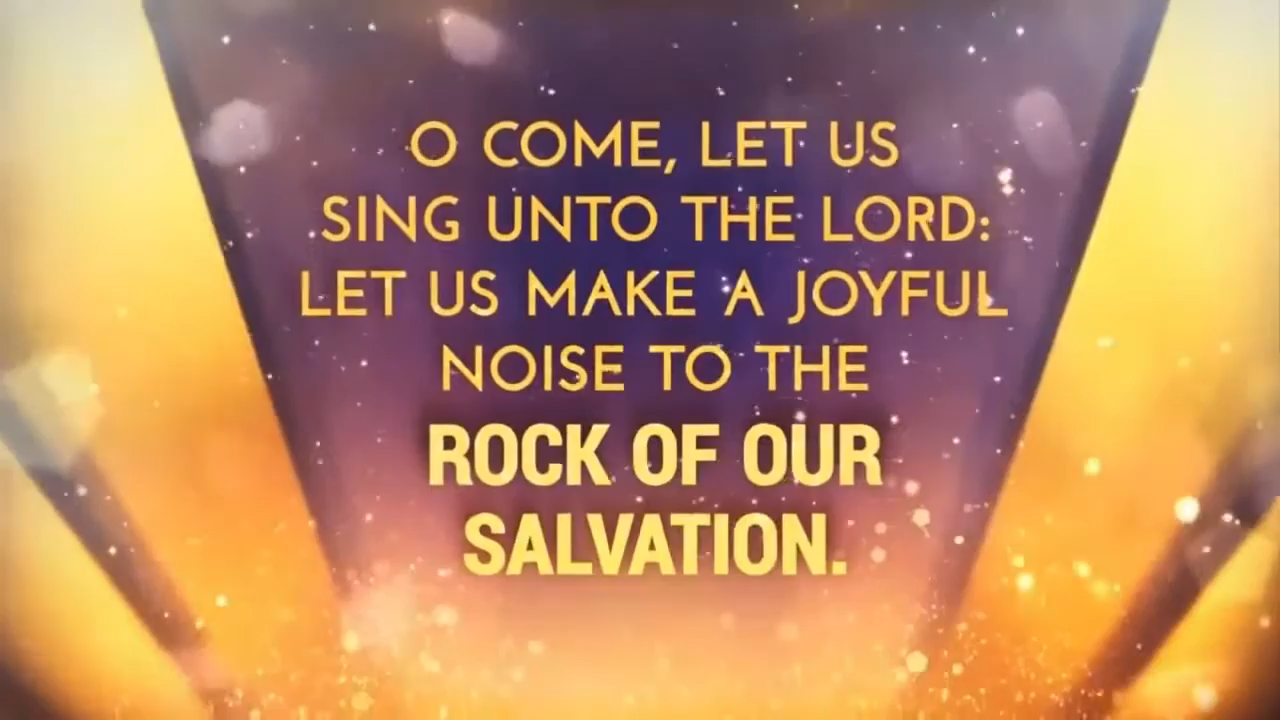 O COME, LET US
SING UNTO THE LORD:
LET US MAKE A JOYFUL
NOISE TO THE
ROCK OF OUR
SALVATION.